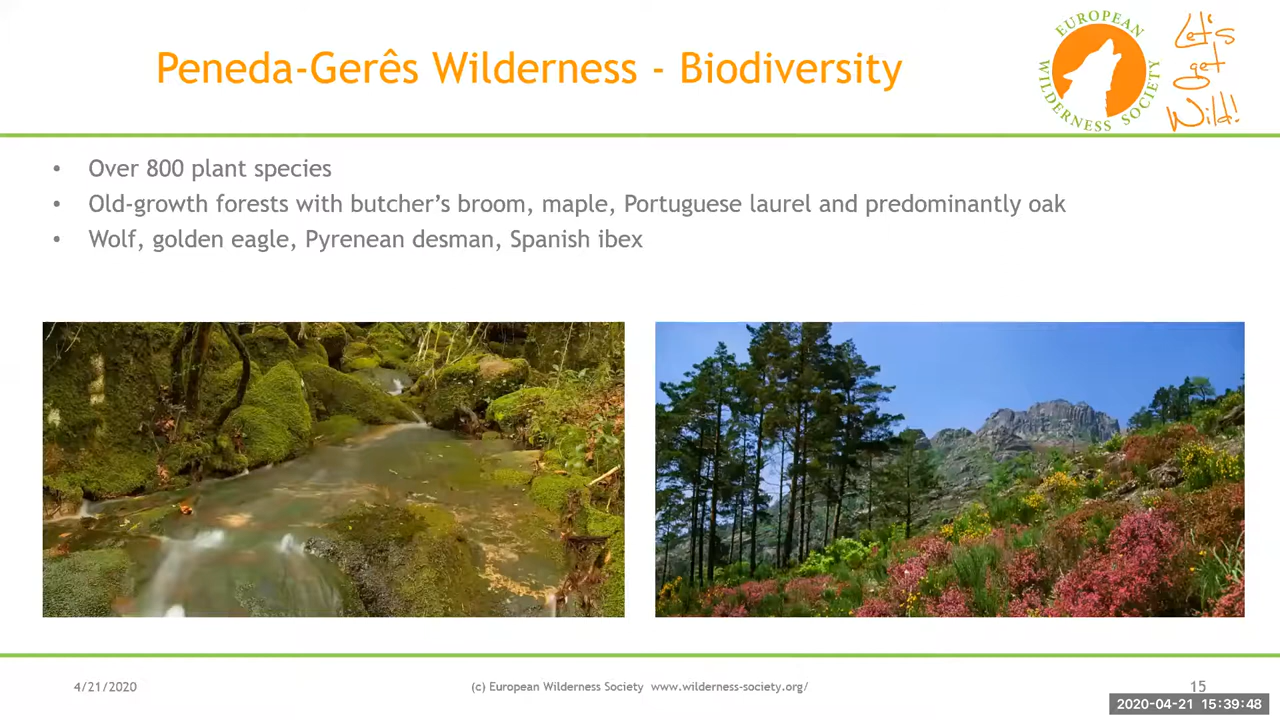 Peneda-Gerês Wilderness - Biodiversity
EUROPEAN
WILDERNESS SOCIETY
Let's
get
Wild!
• Over 800 plant species
• Old-growth forests with butcher’s broom, maple, Portuguese laurel and predominantly oak
• Wolf, golden eagle, Pyrenean desman, Spanish ibex
4/21/2020
(c) European Wilderness Society www.wilderness-society.org/
15
2020-04-21 15:39:48